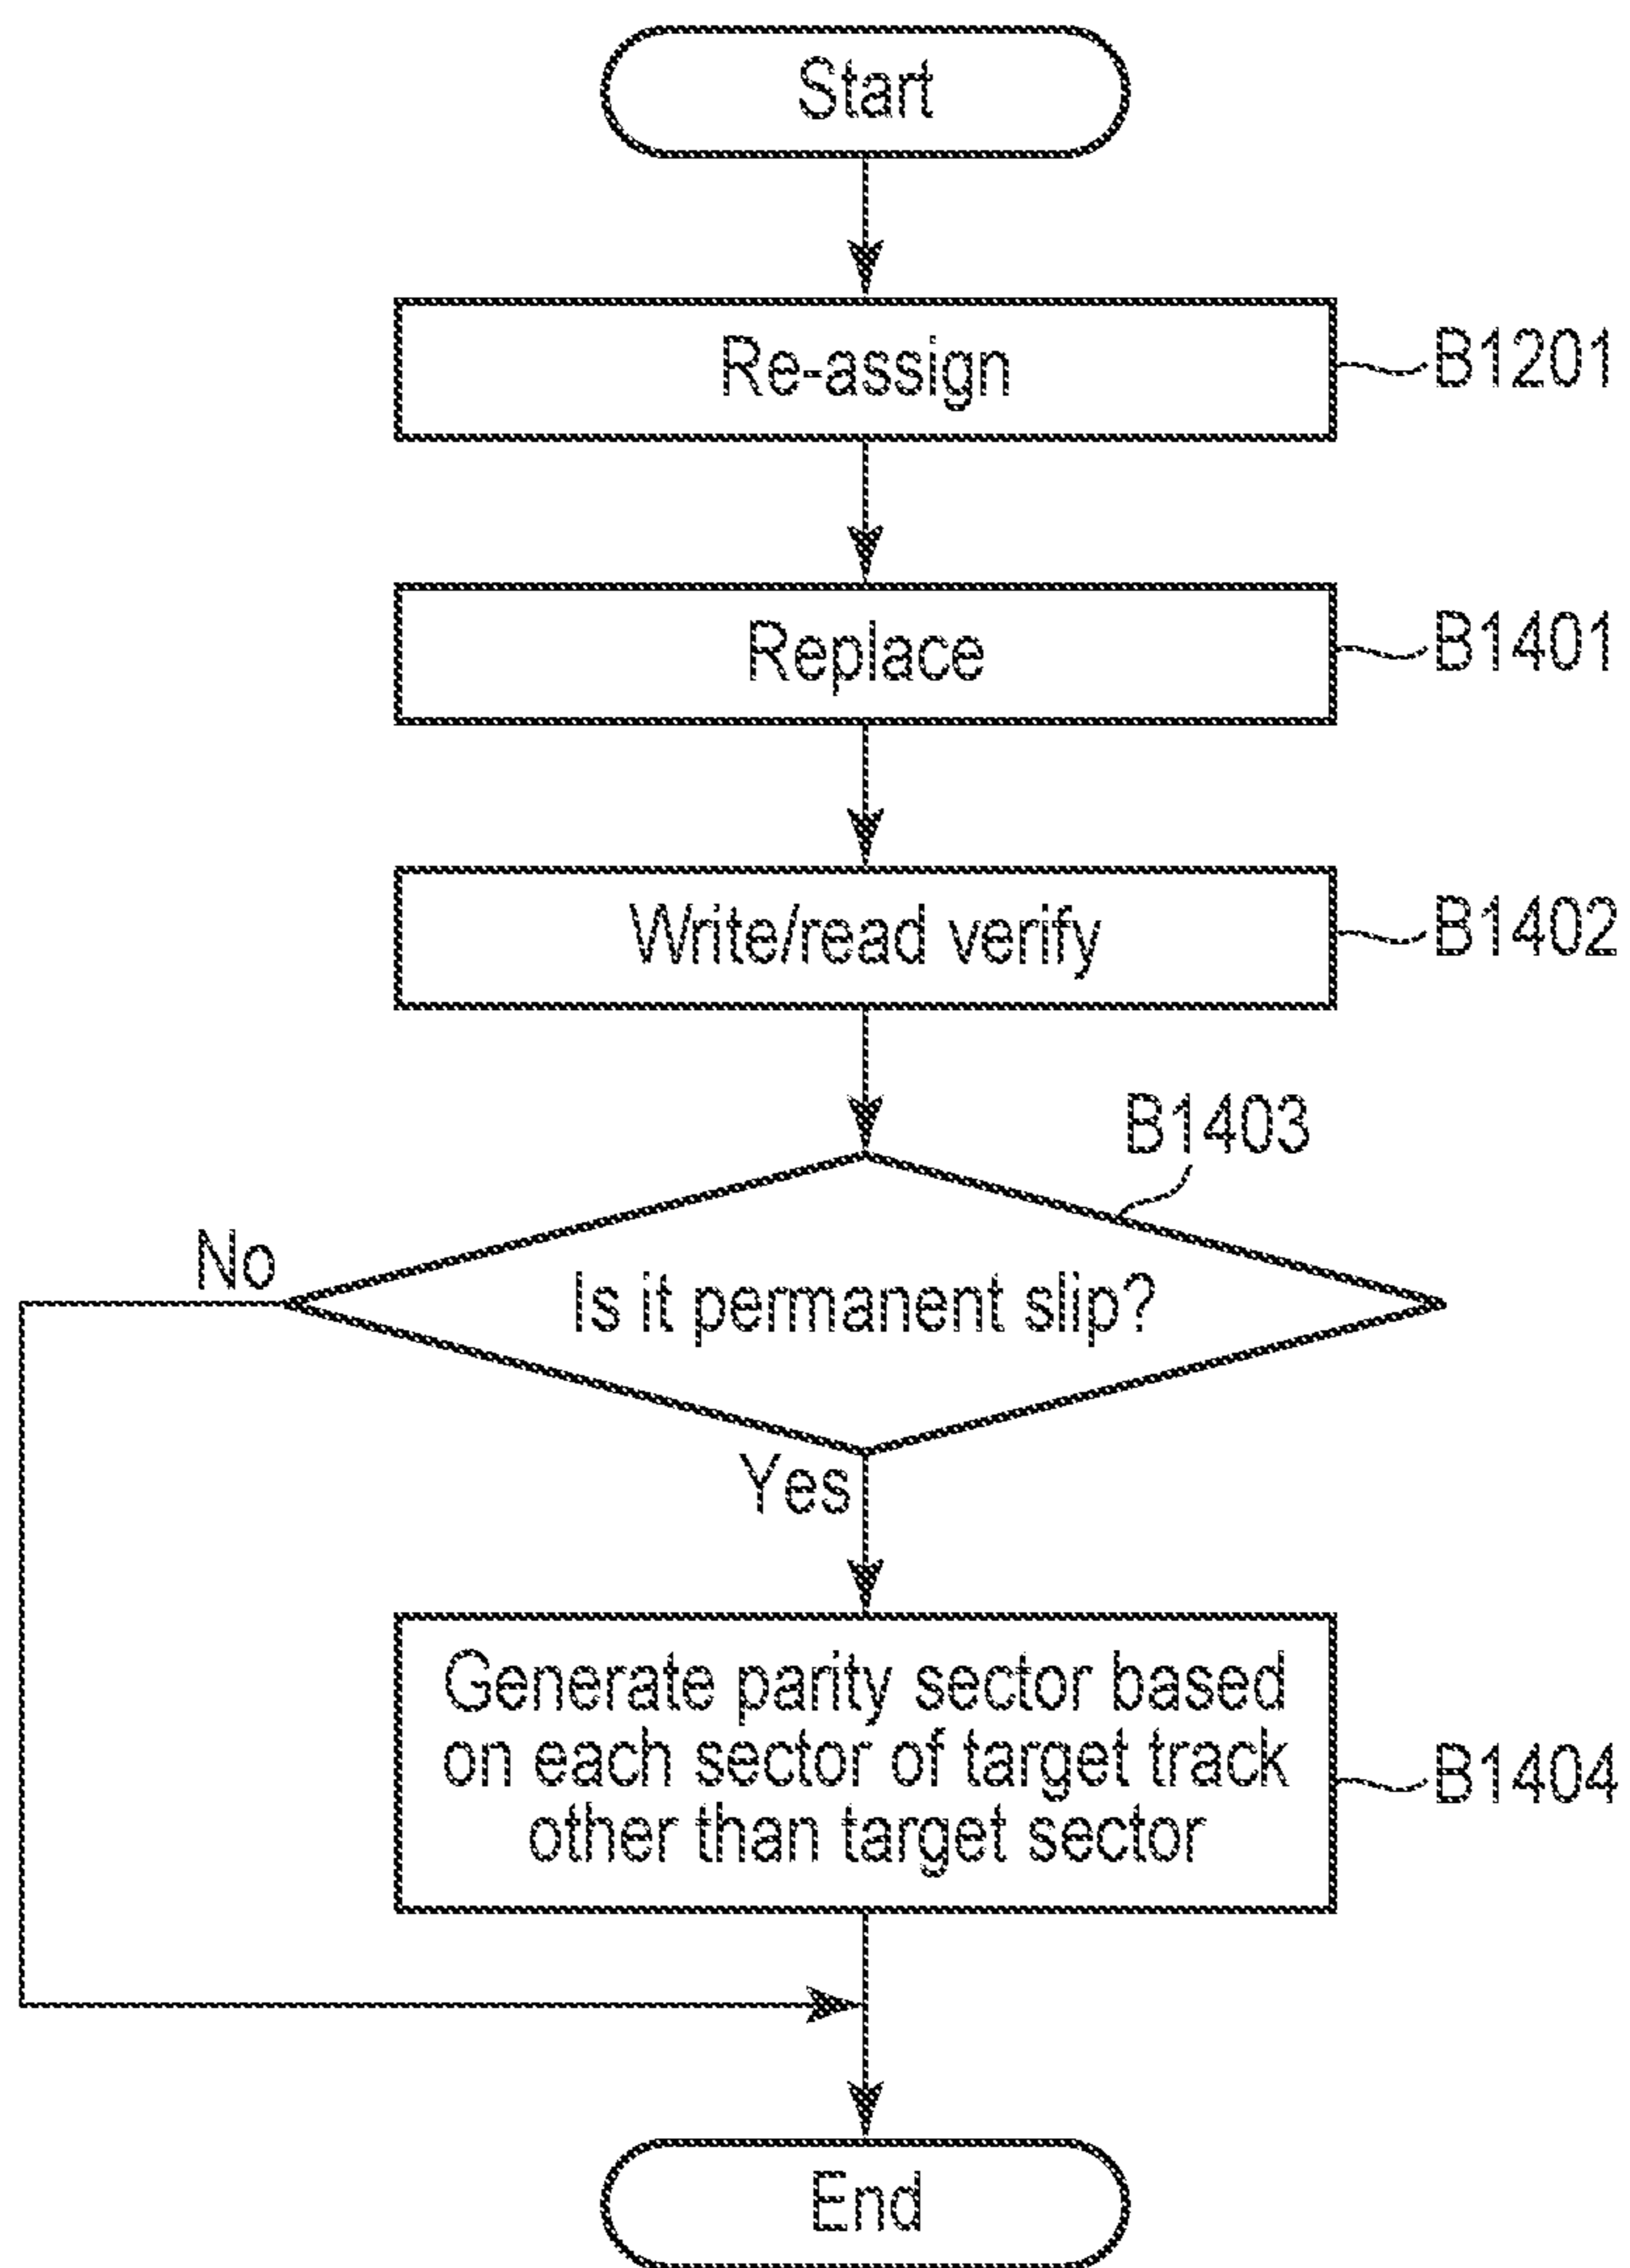 Start
Re-assign
B1201
Replace
B1401
Write/read verify
B1402
B1403
No
Is it permanent slip?
Yes
Generate parity sector based
on each sector of target track
other than target sector
B1404
End